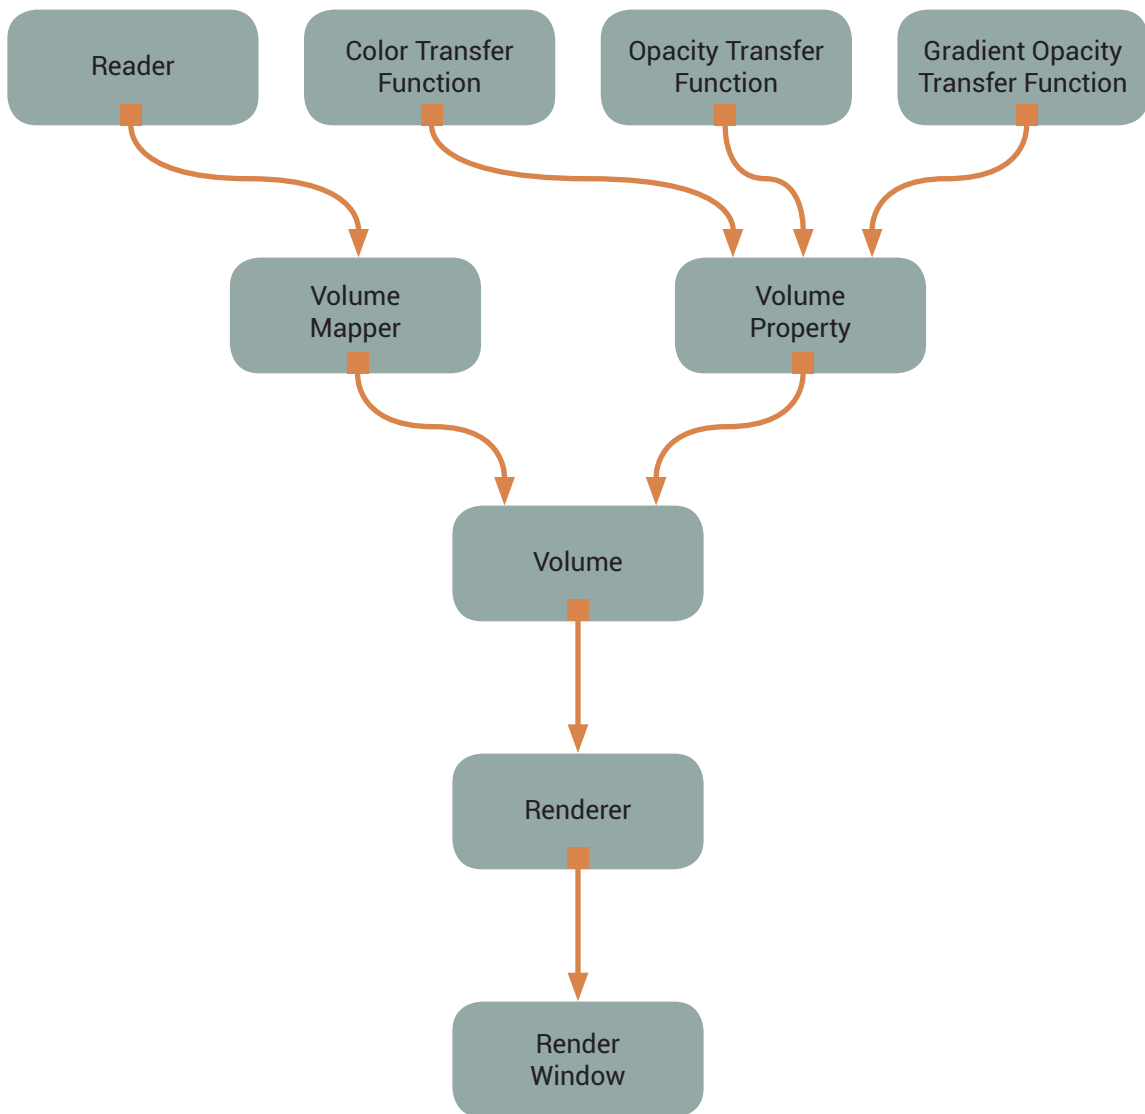 Reader
Color Transfer
Function
Opacity Transfer
Function
Gradient Opacity
Transfer Function
Volume
Mapper
Volume
Property
Volume
Renderer
Render
Window